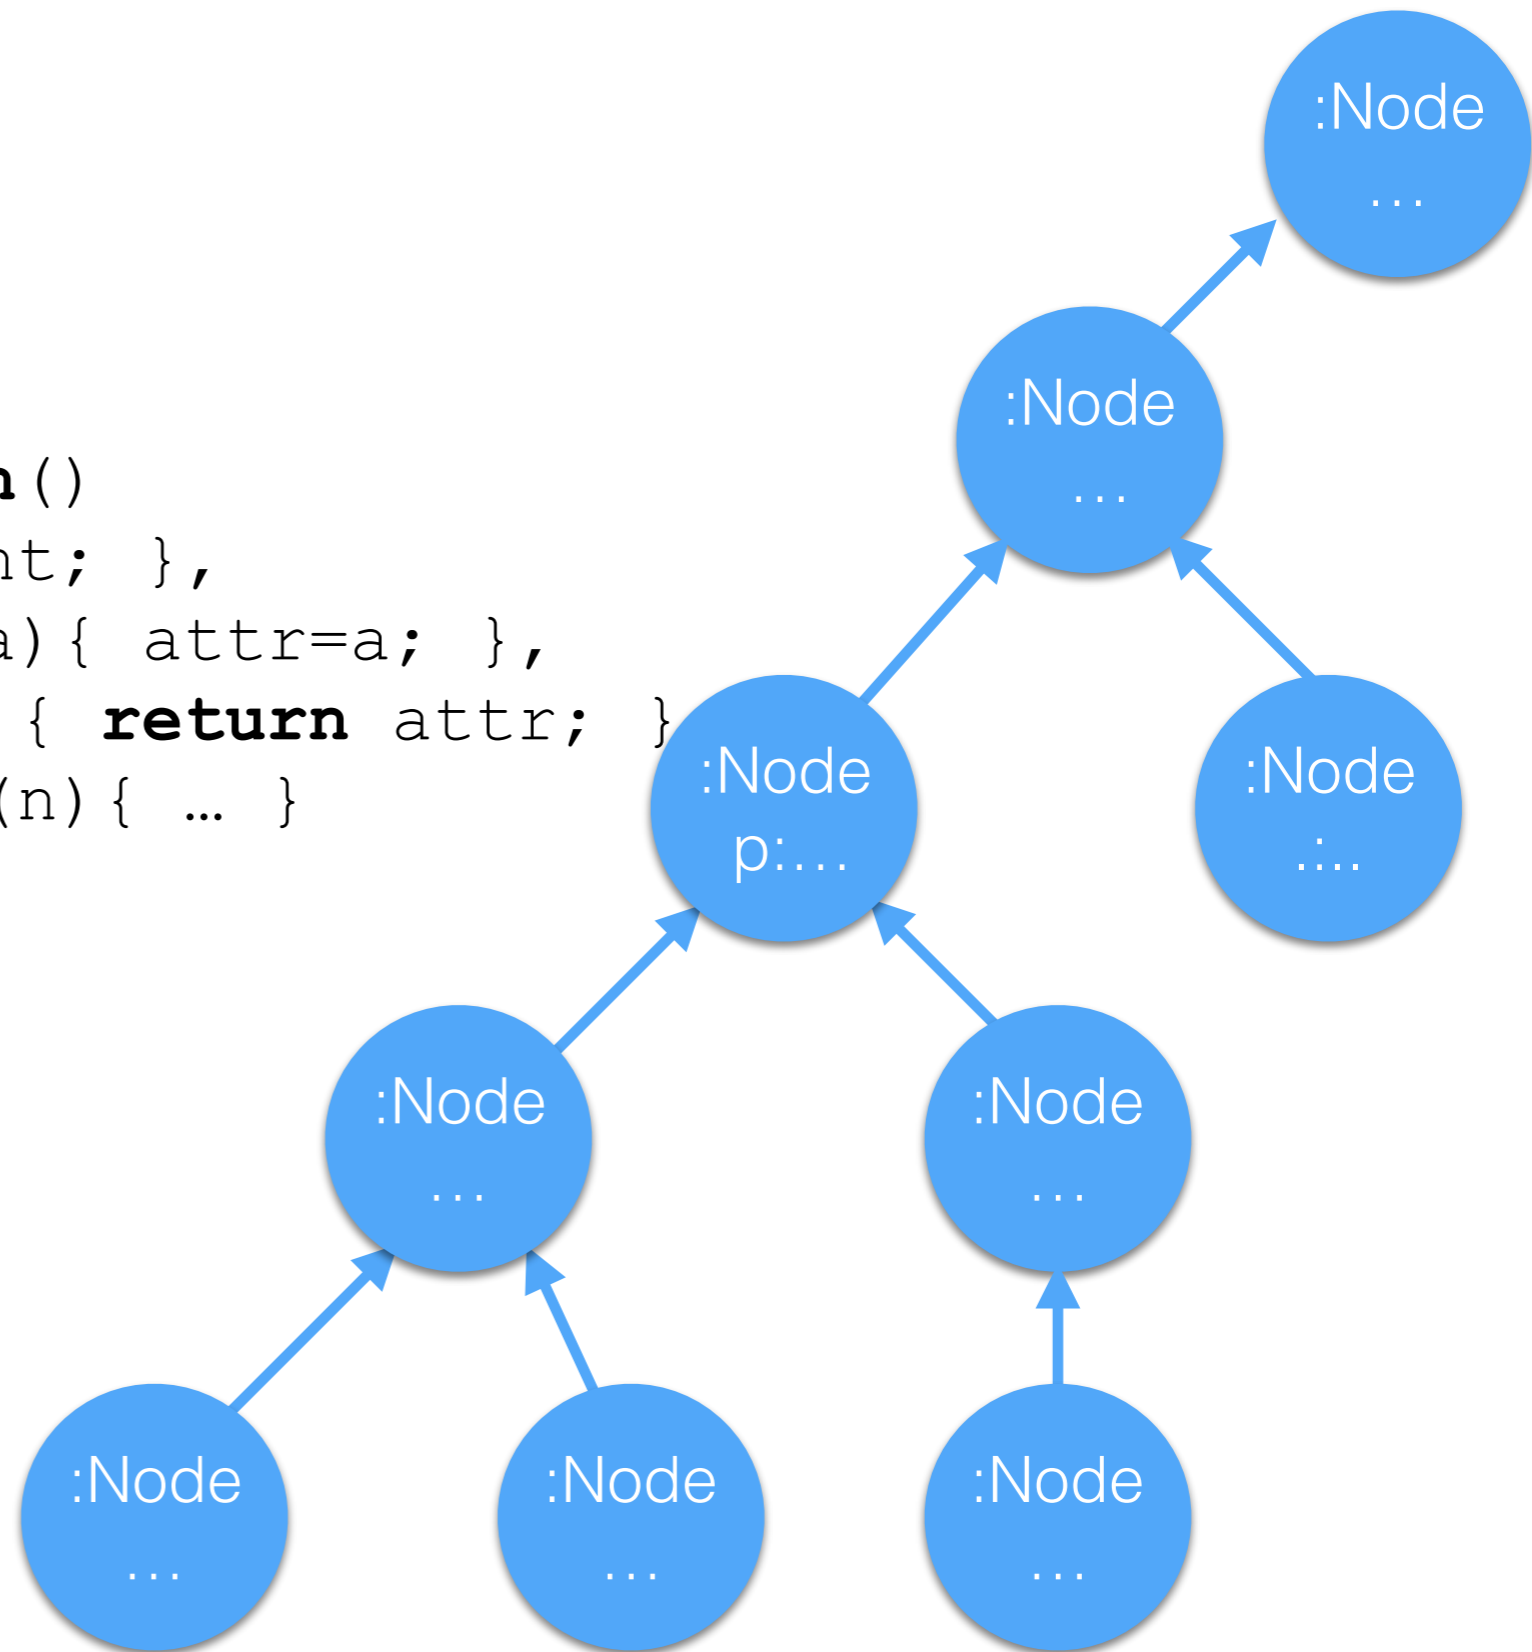 :Node
…
:Node
…
n()
nt; },
a){ attr=a; },
{ return attr; }
(n){ … }
:Node
p:…
:Node
.:..
:Node
…
:Node
…
:Node
…
:Node
…
:Node
…